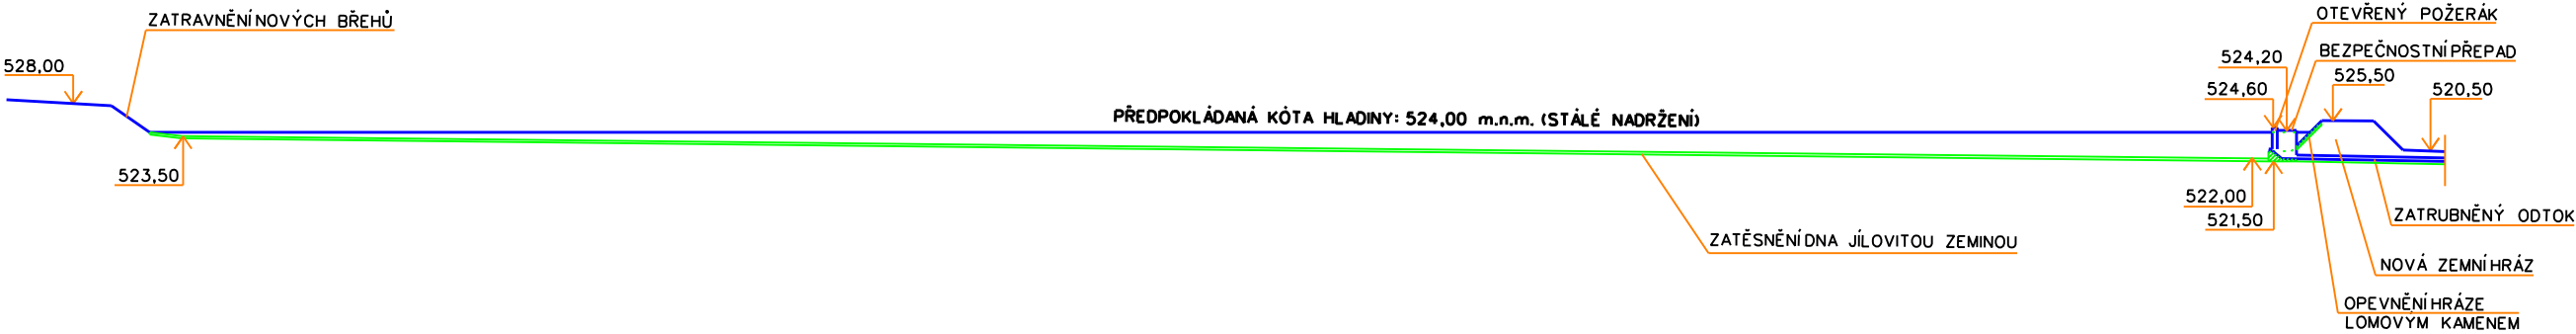 ZATRAVNĚNÍ NOVÝCH BŘEHŮ
528,00
523,50
PŘEDPOKLÁDANÁ KÓTA HLADINY: 524,00 m.n.m. (STÁLÉ NADRŽENÍ)
ZATĚSNĚNÍ DNA JÍLOVITOU ZEMINOU
OTEVŘENÝ POŽERÁK
BEZPEČNOSTNÍ PŘEPAD
524,20
525,50
524,60
520,50
522,00
521,50
ZATRUBNĚNÝ ODTOK
NOVÁ ZEMNÍ HRÁZ
OPEVNĚNÍ HRÁZE
LOMOVÝM KAMENEM